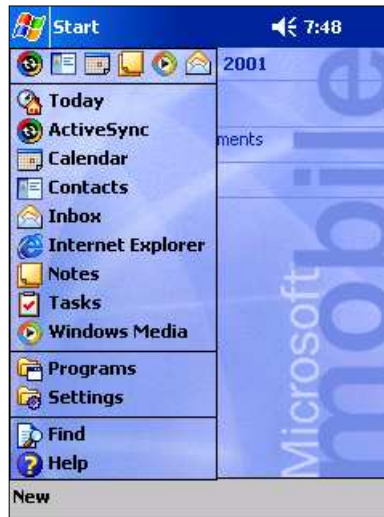 Start 7:48
2001
Today
ActiveSync
ments
Calendar
Contacts
Inbox
Internet Explorer
Notes
Tasks
Windows Media
Programs
Settings
Find
Help
Microsoft
mobile
New